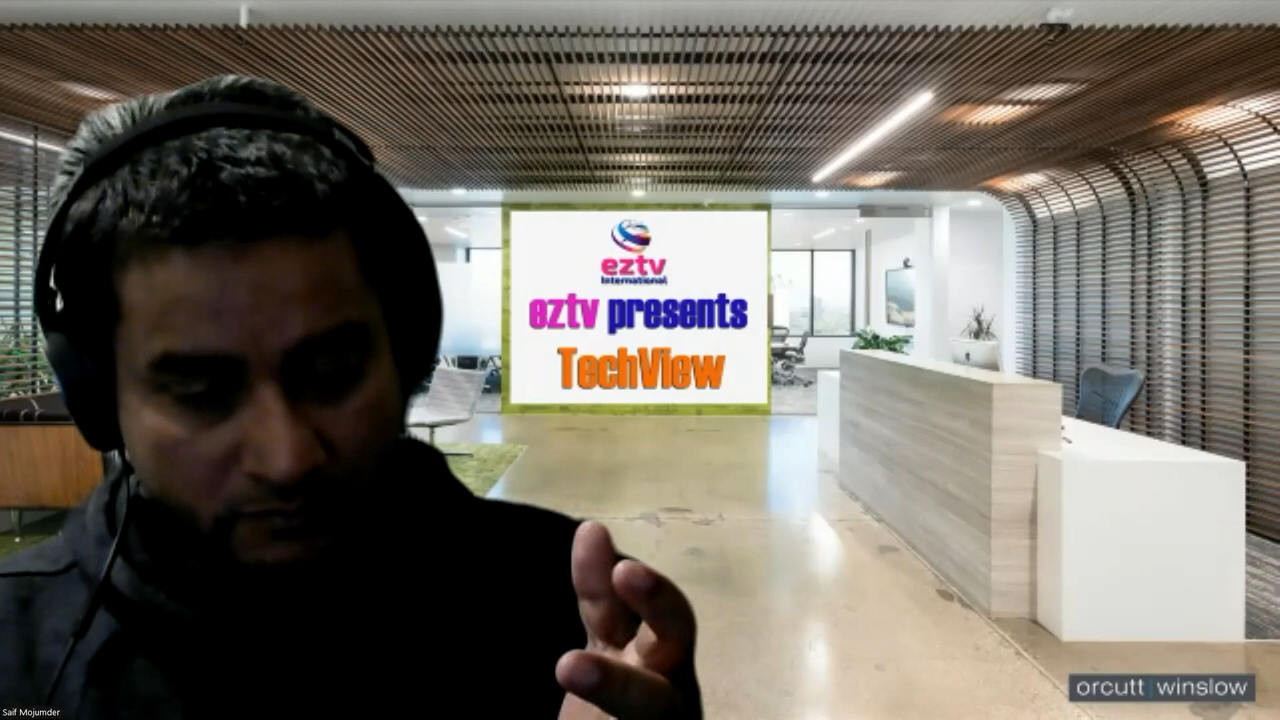 eztv
International
eztv presents
TechView
orcutt winslow
Saif Mojumder